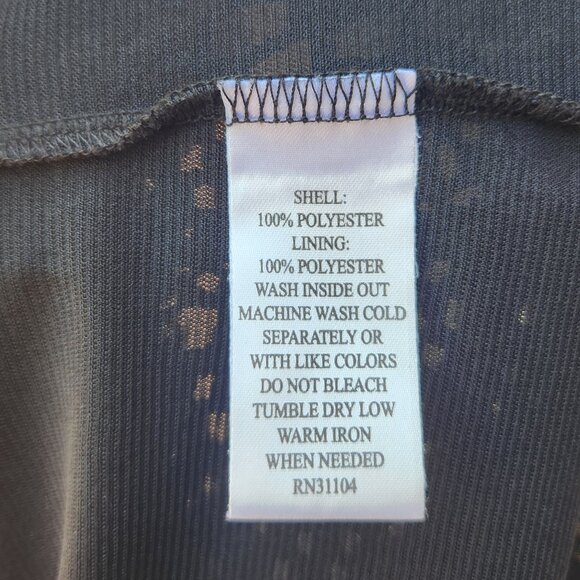 SHELL:
100% POLYESTER
LINING:
100% POLYESTER
WASH INSIDE OUT
MACHINE WASH COLD
SEPARATELY OR
WITH LIKE COLORS
DO NOT BLEACH
TUMBLE DRY LOW
WARM IRON
WHEN NEEDED
RN31104